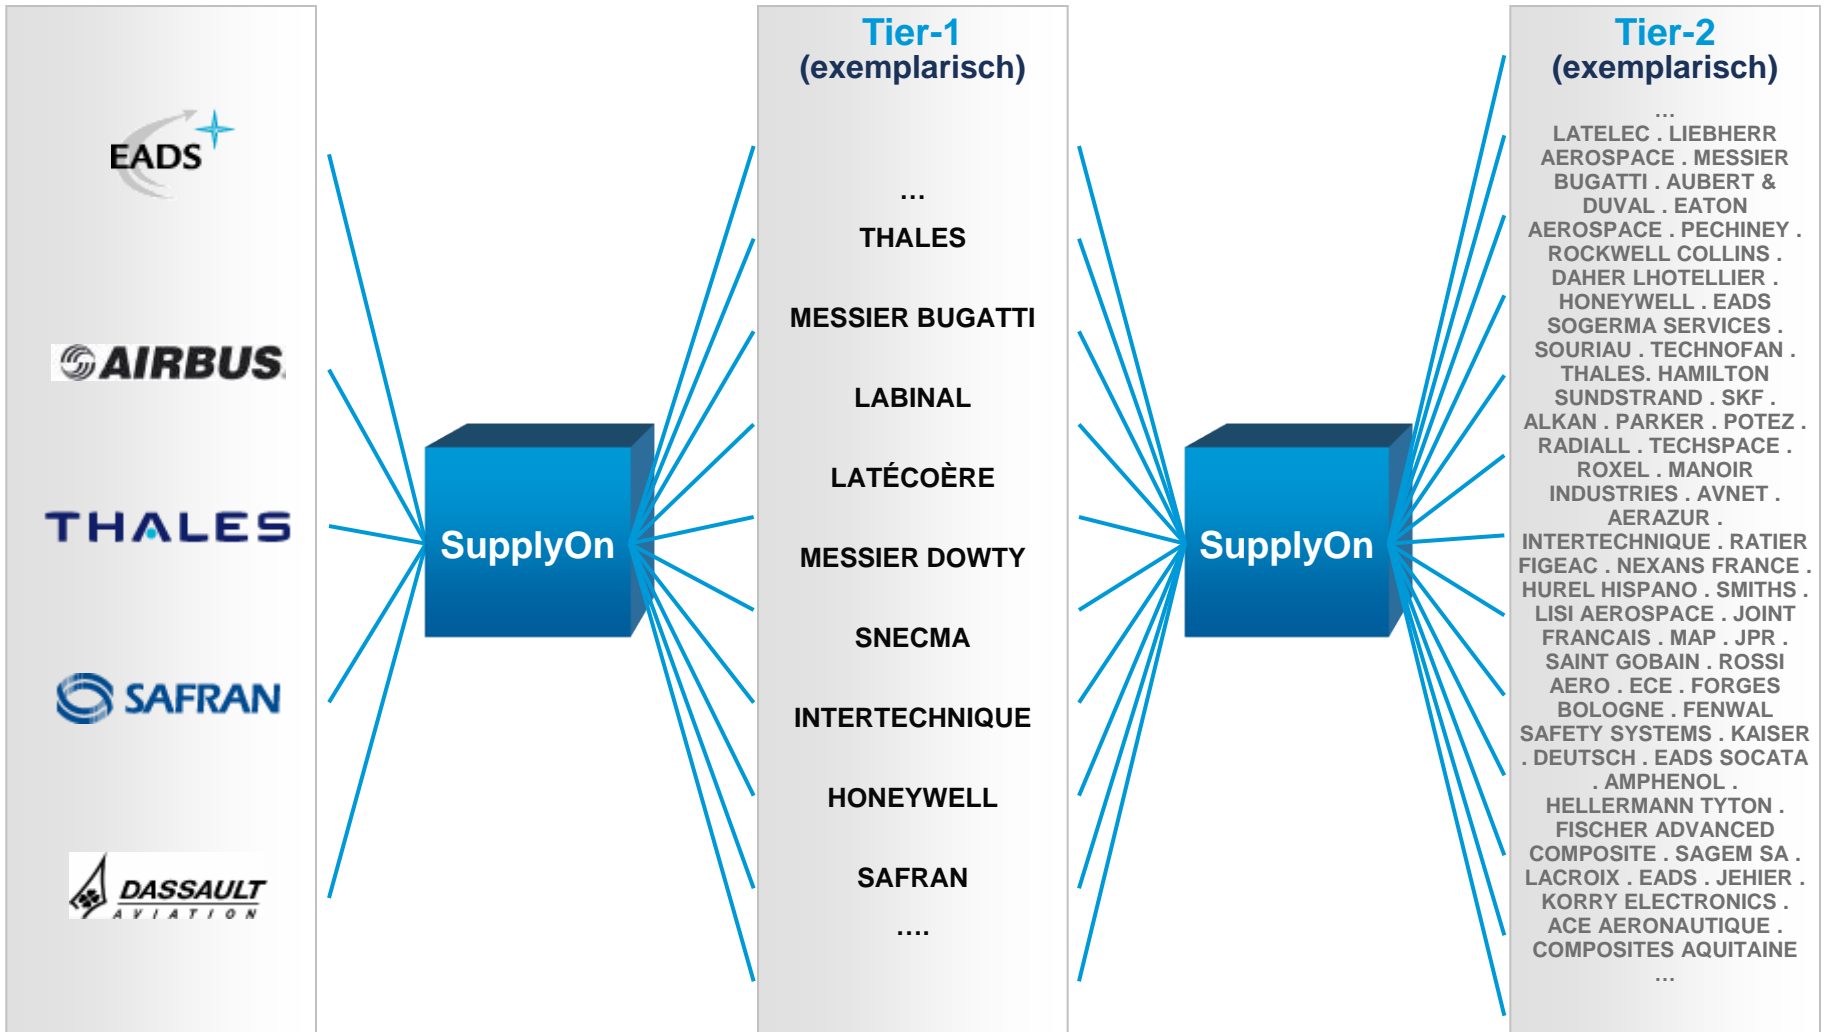 EADS
AIRBUS
THALES
SAFRAN
DASSAULT
AVIATION
SupplyOn
Tier-1
(exemplarisch)
...
THALES
MESSIER BUGATTI
LABINAL
LATÉCOÈRE
MESSIER DOWTY
SNECMA
INTERTECHNIQUE
HONEYWELL
SAFRAN
....
SupplyOn
Tier-2
(exemplarisch)
...
LATELEC . LIEBHERR
AEROSPACE . MESSIER
BUGATTI . AUBERT &
DUVAL . EATON
AEROSPACE . PECHINEY .
ROCKWELL COLLINS .
DAHER LHOTELLIER .
HONEYWELL . EADS
SOGERMA SERVICES .
SOURIAU . TECHNOFAN .
THALES. HAMILTON
SUNDSTRAND . SKF .
ALKAN . PARKER . POTEZ .
RADIALL . TECHSPACE .
ROXEL . MANOIR
INDUSTRIES . AVNET .
AERAZUR .
INTERTECHNIQUE . RATIER
FIGEAC . NEXANS FRANCE .
HUREL HISPANO . SMITHS .
LISI AEROSPACE . JOINT
FRANCAIS . MAP . JPR .
SAINT GOBAIN . ROSSI
AERO . ECE . FORGES
BOLOGNE . FENWAL
SAFETY SYSTEMS . KAISER
. DEUTSCH . EADS SOCATA
. AMPHENOL .
HELLERMANN TYTON .
FISCHER ADVANCED
COMPOSITE . SAGEM SA .
LACROIX . EADS . JEHIER .
KORRY ELECTRONICS .
ACE AERONAUTIQUE .
COMPOSITES AQUITAINE
...